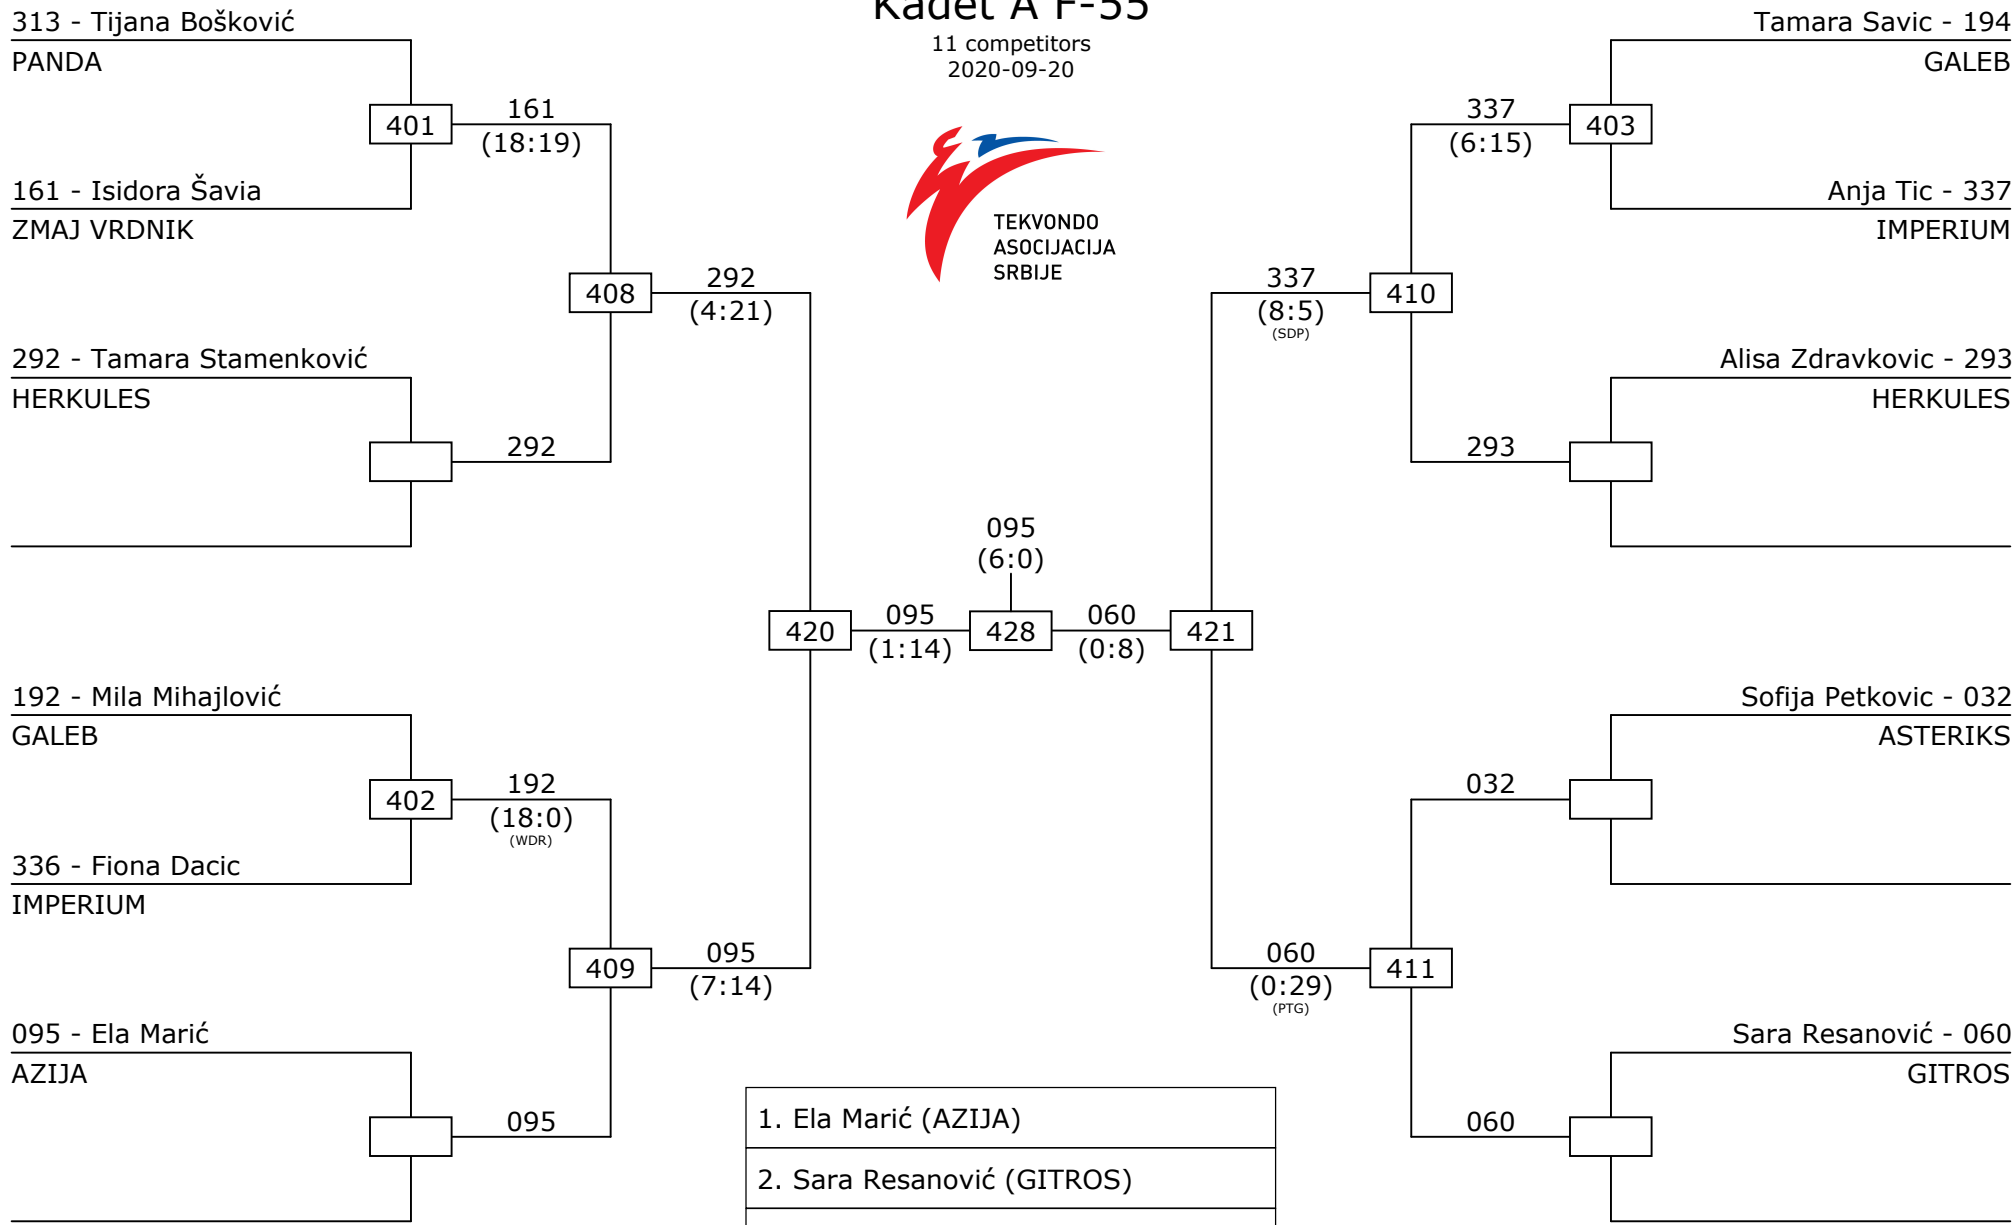 Kadet A F-55
11 competitors
2020-09-20
TEKVONDO
ASOCIJACIJA
SRBIJE
313 - Tijana Bošković
PANDA
401
161
(18:19)
161 - Isidora Šavia
ZMAJ VRDNIK
408
292
(4:21)
292 - Tamara Stamenković
HERKULES
292
192 - Mila Mihajlović
GALEB
402
192
(18:0)
(WDR)
336 - Fiona Dacic
IMPERIUM
409
095
(7:14)
095 - Ela Marić
AZIJA
095
420
095
(1:14)
095
(6:0)
428
060
(0:8)
421
Tamara Savic - 194
GALEB
337
(6:15)
403
Anja Tic - 337
IMPERIUM
337
(8:5)
(SDP)
410
Alisa Zdravkovic - 293
HERKULES
293
Sofija Petkovic - 032
ASTERIKS
032
060
(0:29)
(PTG)
411
Sara Resanović - 060
GITROS
060
1. Ela Marić (AZIJA)
2. Sara Resanović (GITROS)